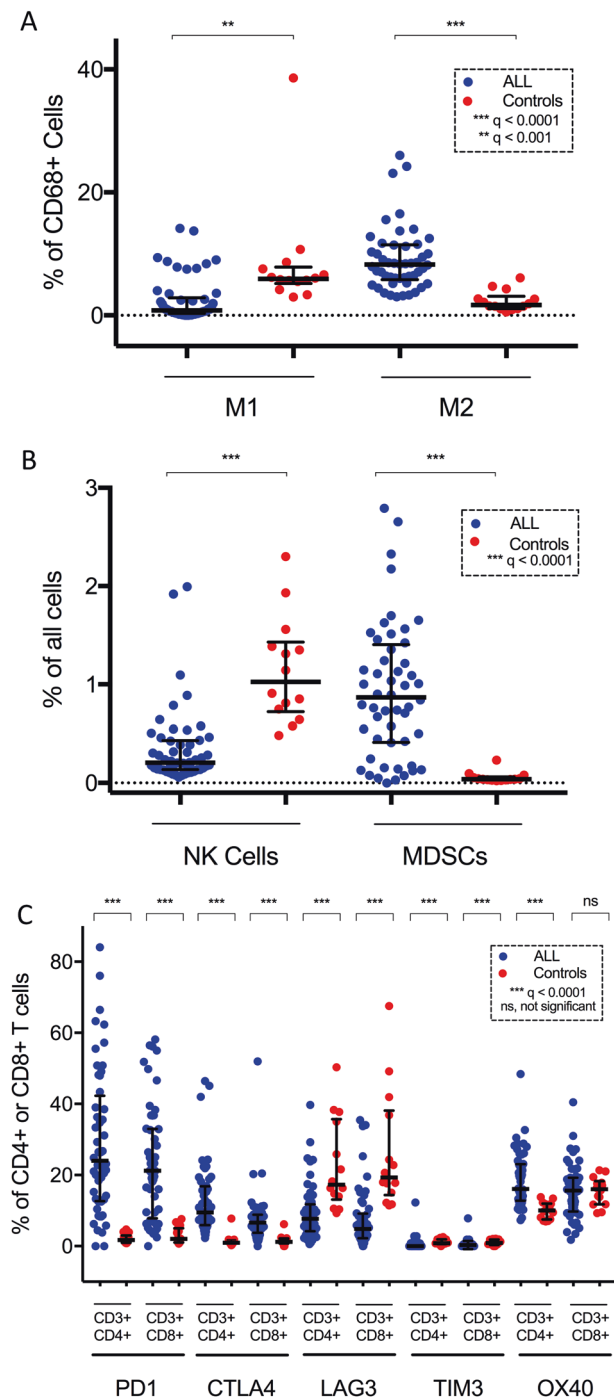 A
** ***
40
20
0
% of CD68+ Cells
ALL
Controls
*** q < 0.0001
** q < 0.001
M1 M2
B
*** ***
3
2
1
0
% of all cells
ALL
Controls
*** q < 0.0001
NK Cells MDSCs
C
*** *** *** *** *** *** *** *** *** ns
80
60
40
20
0
% of CD4+ or CD8+ T cells
ALL
Controls
*** q < 0.0001
ns, not significant
CD3+ CD3+ CD3+ CD3+ CD3+ CD3+ CD3+ CD3+ CD3+ CD3+
CD4+ CD8+ CD4+ CD8+ CD4+ CD8+ CD4+ CD8+ CD4+ CD8+
PD1 CTLA4 LAG3 TIM3 OX40